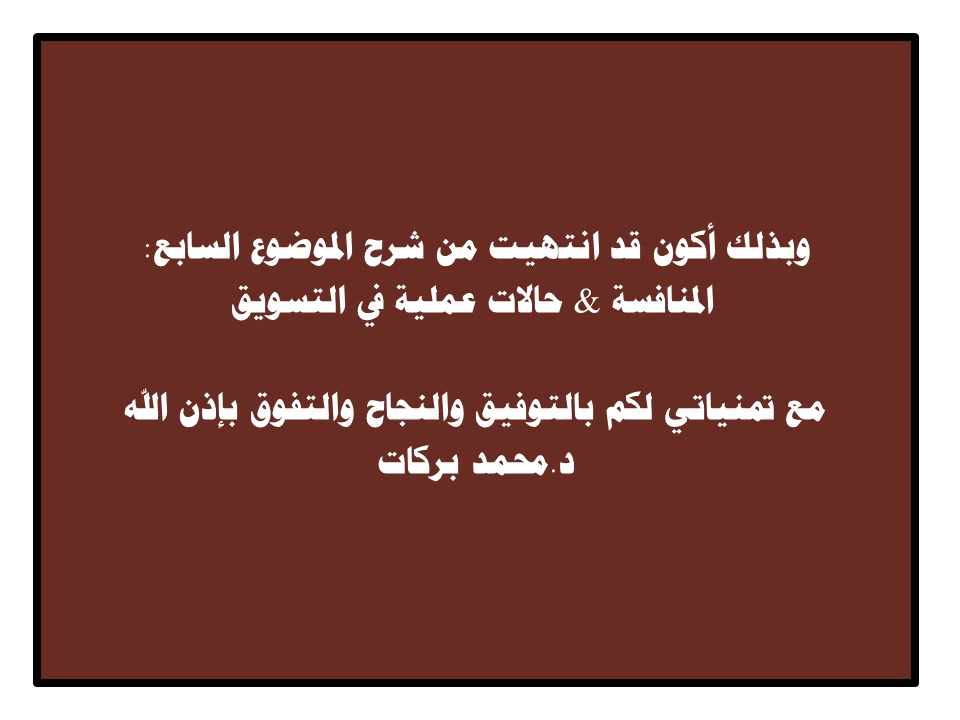 وبذلك أكون قد انتهيت من شرح الموضوع السابع:
المنافسة & حالات عملية في التسويق
مع تمنياتي لكم بالتوفيق والنجاح والتفوق بإذن الله
د.محمد بركات